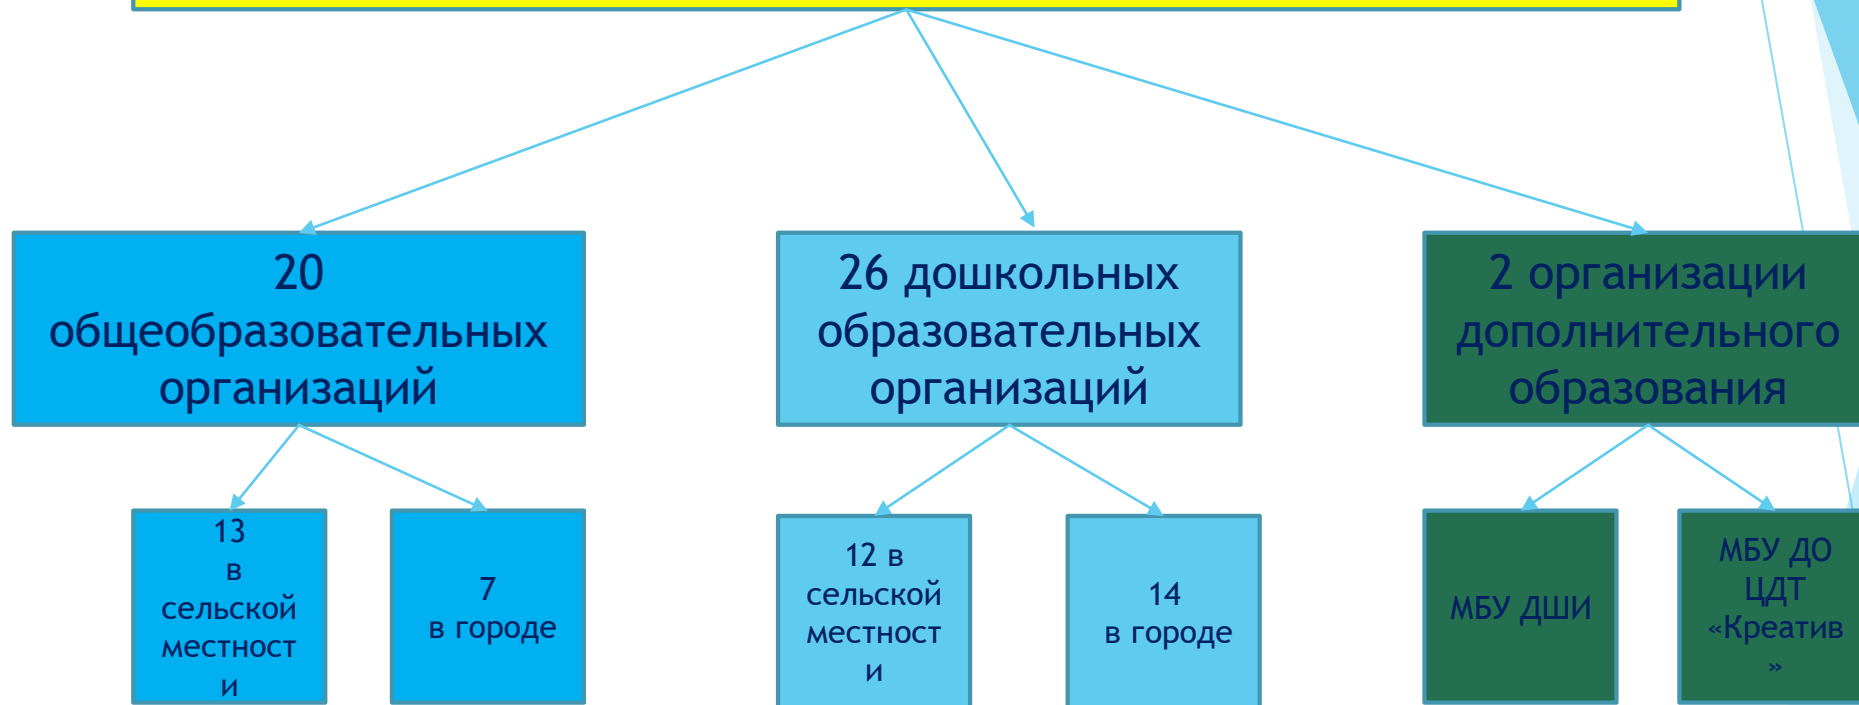 20
общеобразовательных
организаций
26 дошкольных
образовательных
организаций
2 организации
дополнительного
образования
13
в
сельской
местност
и
7
в городе
12 в
сельской
местност
и
14
в городе
МБУ ДШИ
МБУ ДО
ЦДТ
«Креатив
»